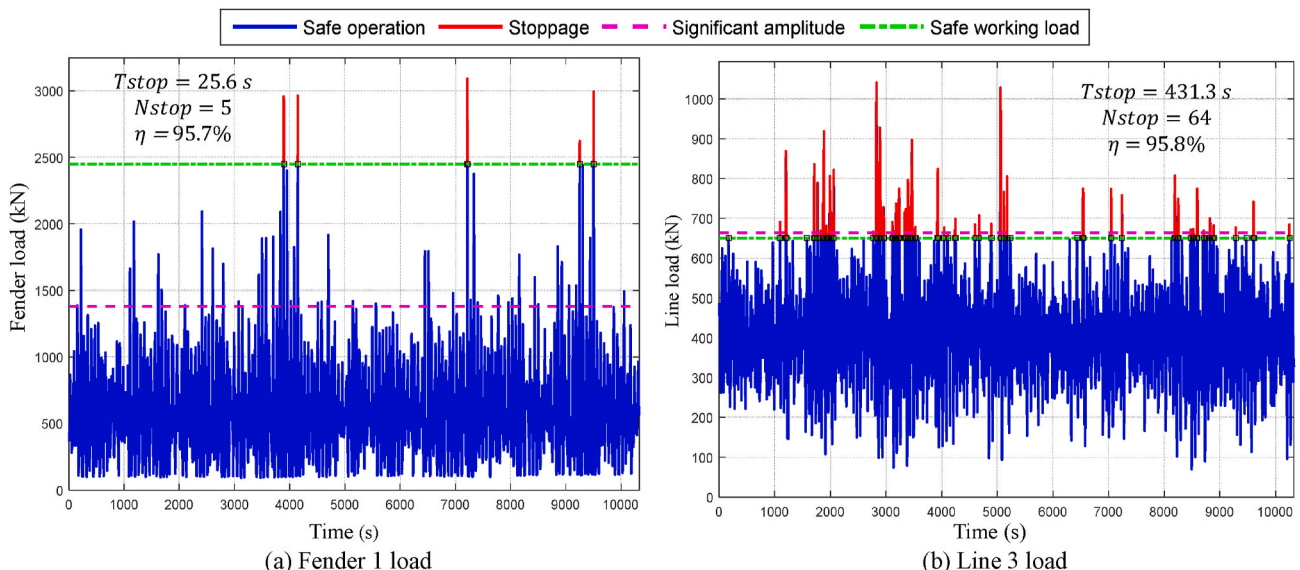 Safe operation Stoppage Significant amplitude Safe working load
Tstop = 25.6 s
Nstop = 5
η = 95.7%
3000
2500
2000
1500
1000
500
0
Fender load (kN)
0 1000 2000 3000 4000 5000 6000 7000 8000 9000 10000
Time (s)
(a) Fender 1 load
Tstop = 431.3 s
Nstop = 64
η = 95.8%
1000
900
800
700
600
500
400
300
200
100
0
Line load (kN)
0 1000 2000 3000 4000 5000 6000 7000 8000 9000 10000
Time (s)
(b) Line 3 load